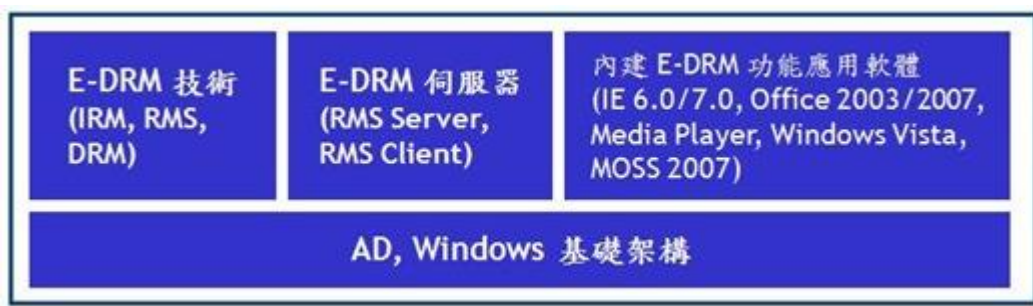 E-DRM 技術
(IRM, RMS,
DRM)
E-DRM 伺服器
(RMS Server,
RMS Client)
內建 E-DRM 功能應用軟體
(IE 6.0/7.0, Office 2003/2007,
Media Player, Windows Vista,
MOSS 2007)
AD, Windows 基礎架構